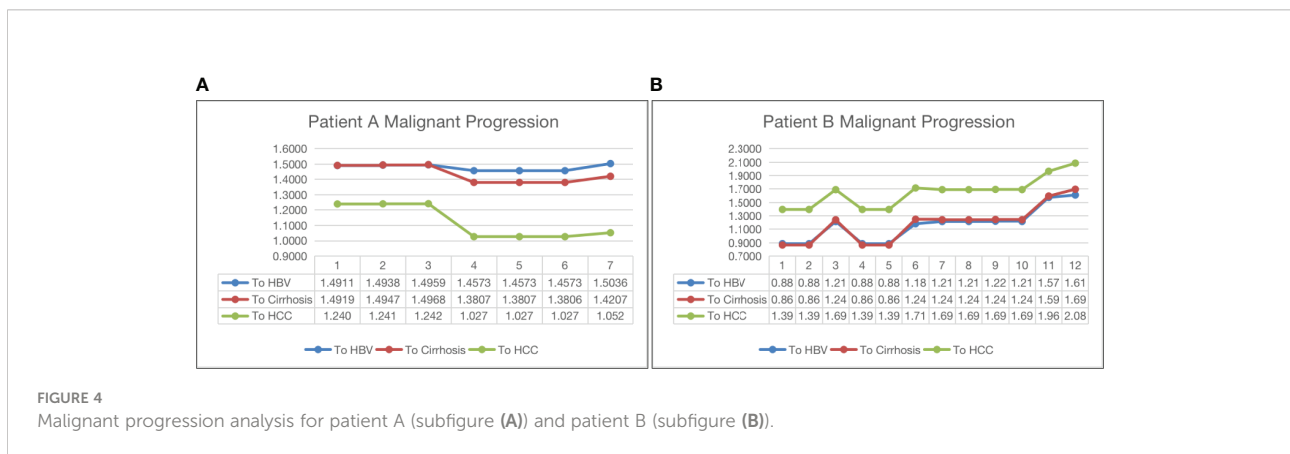 A
Patient A Malignant Progression
1.6000
1.5000
1.4000
1.3000
1.2000
1.1000
1.0000
0.9000
1 2 3 4 5 6 7
To HBV 1.4911 1.4938 1.4959 1.4573 1.4573 1.4573 1.5036
To Cirrhosis 1.4919 1.4947 1.4968 1.3807 1.3807 1.3806 1.4207
To HCC 1.240 1.241 1.242 1.027 1.027 1.027 1.052
To HBV To Cirrhosis To HCC
B
Patient B Malignant Progression
2.3000
2.1000
1.9000
1.7000
1.5000
1.3000
1.1000
0.9000
0.7000
1 2 3 4 5 6 7 8 9 10 11 12
To HBV 0.88 0.88 1.21 0.88 0.88 1.18 1.21 1.21 1.22 1.21 1.57 1.61
To Cirrhosis 0.86 0.86 1.24 0.86 0.86 1.24 1.24 1.24 1.24 1.24 1.59 1.69
To HCC 1.39 1.39 1.69 1.39 1.39 1.71 1.69 1.69 1.69 1.69 1.96 2.08
To HBV To Cirrhosis To HCC
FIGURE 4
Malignant progression analysis for patient A (subfigure (A)) and patient B (subfigure (B)).